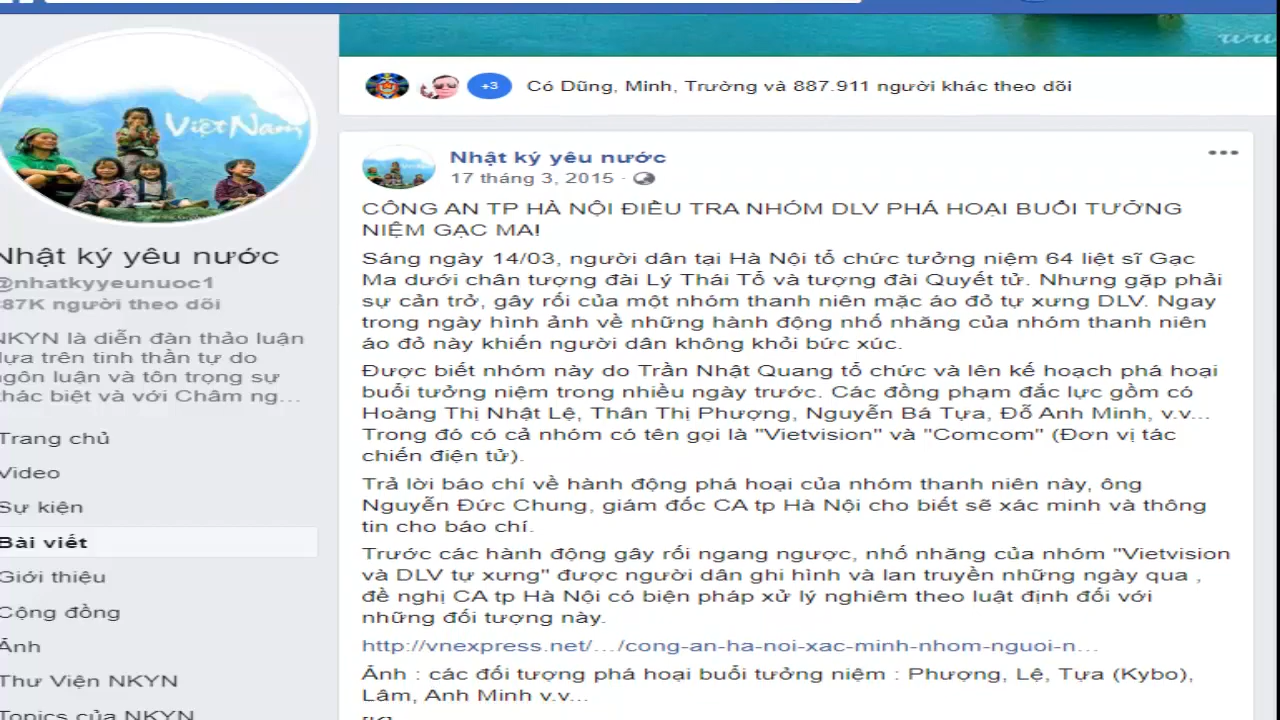 Việt Nam
Nhật ký yêu nước
@nhatkyyeunuoc1
887K người theo dõi
NKYN là diễn đàn thảo luận
dựa trên tinh thần tự do
ngôn luận và tôn trọng sự
khác biệt và với Châm ng...
Trang chủ
Video
Sự kiện
Bài viết
Giới thiệu
Cộng đồng
Ảnh
Thư Viện NKYN
Topics của NKYN
+3
Có Dũng, Minh, Trường và 887.911 người khác theo dõi
Nhật ký yêu nước
17 tháng 3, 2015 ·
CÔNG AN TP HÀ NỘI ĐIỀU TRA NHÓM DLV PHÁ HOẠI BUỔI TƯỞNG
NIỆM GẠC MA!
Sáng ngày 14/03, người dân tại Hà Nội tổ chức tưởng niệm 64 liệt sĩ Gạc
Ma dưới chân tượng đài Lý Thái Tổ và tượng đài Quyết tử. Nhưng gặp phải
sự cản trở, gây rối của một nhóm thanh niên mặc áo đỏ tự xưng DLV. Ngay
trong ngày hình ảnh về những hành động nhố nhăng của nhóm thanh niên
áo đỏ này khiến người dân không khỏi bức xúc.
Được biết nhóm này do Trần Nhật Quang tổ chức và lên kế hoạch phá hoại
buổi tưởng niệm trong nhiều ngày trước. Các đồng phạm đắc lực gồm có
Hoàng Thị Nhật Lệ, Thân Thị Phượng, Nguyễn Bá Tựa, Đỗ Anh Minh, v.v...
Trong đó có cả nhóm có tên gọi là "Vietvision" và "Comcom" (Đơn vị tác
chiến điện tử).
Trả lời báo chí về hành động phá hoại của nhóm thanh niên này, ông
Nguyễn Đức Chung, giám đốc CA tp Hà Nội cho biết sẽ xác minh và thông
tin cho báo chí.
Trước các hành động gây rối ngang ngược, nhố nhăng của nhóm "Vietvision
và DLV tự xưng" được người dân ghi hình và lan truyền những ngày qua ,
đề nghị CA tp Hà Nội có biện pháp xử lý nghiêm theo luật định đối với
những đối tượng này.
http://vnexpress.net/.../cong-an-ha-noi-xac-minh-nhom-nguoi-n...
Ảnh : các đối tượng phá hoại buổi tưởng niệm : Phượng, Lệ, Tựa (Kybo),
Lâm, Anh Minh v.v...
[K]